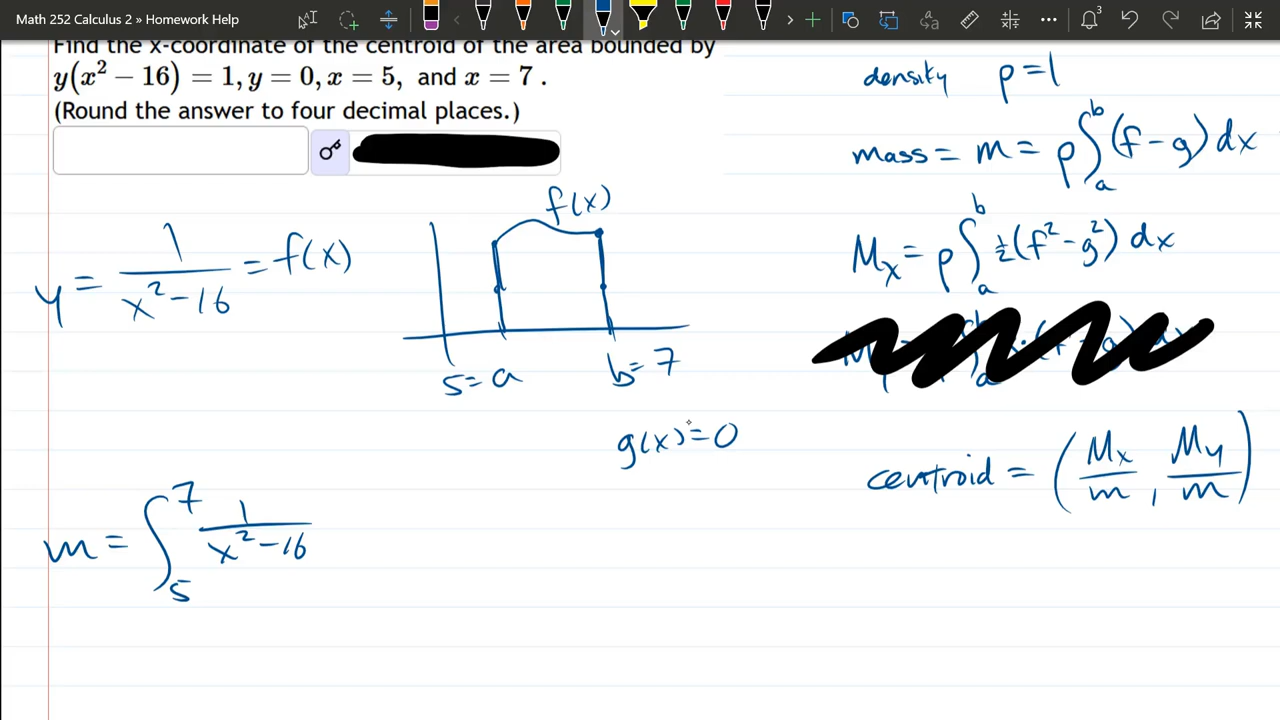 Math 252 Calculus 2 » Homework Help
3
Find the x-coordinate of the centroid of the area bounded by
y(x² − 16) = 1, y = 0, x = 5, and x = 7 .
(Round the answer to four decimal places.)
y = 1/(x² − 16) = f(x)
f(x)
5 = a
b = 7
g(x) = 0
m = ∫₅⁷ 1/(x² − 16)
density ρ = 1
mass = m = ρ ∫ₐᵇ (f − g) dx
Mₓ = ρ ∫ₐᵇ ½(f² − g²) dx
centroid = (Mₓ/m, My/m)